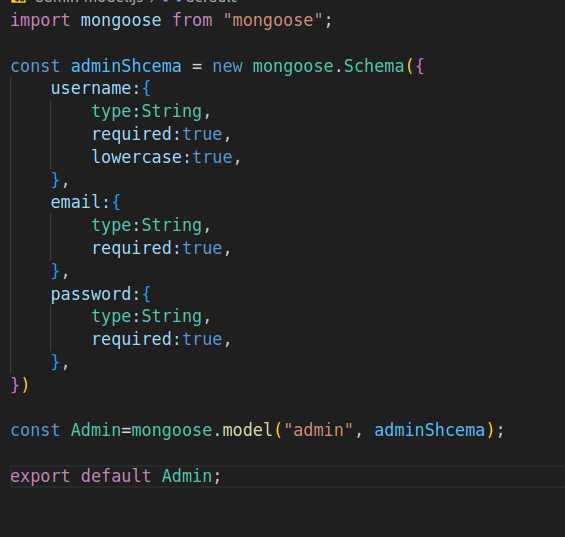 import mongoose from "mongoose";
const adminShcema = new mongoose.Schema({
    username:{
        type:String,
        required:true,
        lowercase:true,
    },
    email:{
        type:String,
        required:true,
    },
    password:{
        type:String,
        required:true,
    },
})
const Admin=mongoose.model("admin", adminShcema);
export default Admin;